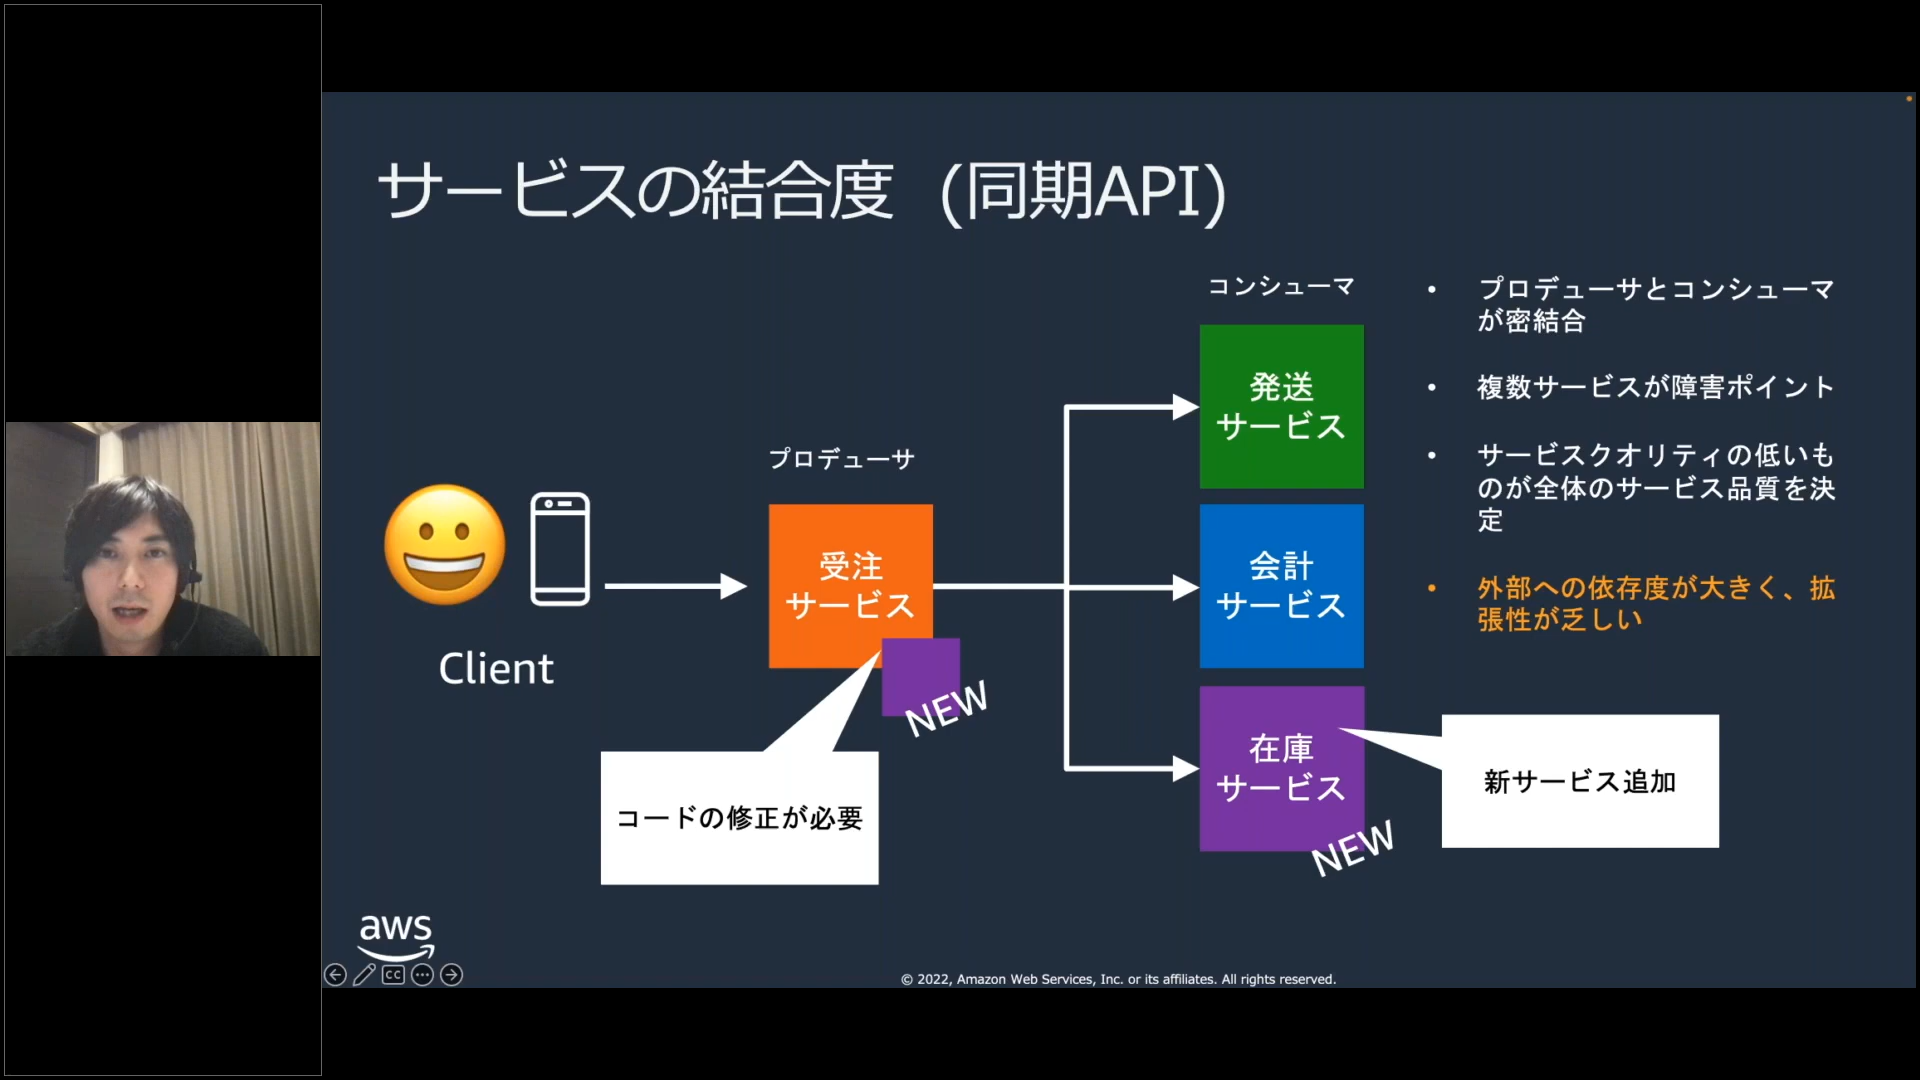 サービスの結合度 (同期API)
コンシューマ
プロデューサ
Client
受注
サービス
NEW
コードの修正が必要
発送
サービス
会計
サービス
在庫
サービス
NEW
新サービス追加
• プロデューサとコンシューマ
が密結合
• 複数サービスが障害ポイント
• サービスクオリティの低いも
のが全体のサービス品質を決
定
• 外部への依存度が大きく、拡
張性が乏しい
aws
CC
© 2022, Amazon Web Services, Inc. or its affiliates. All rights reserved.